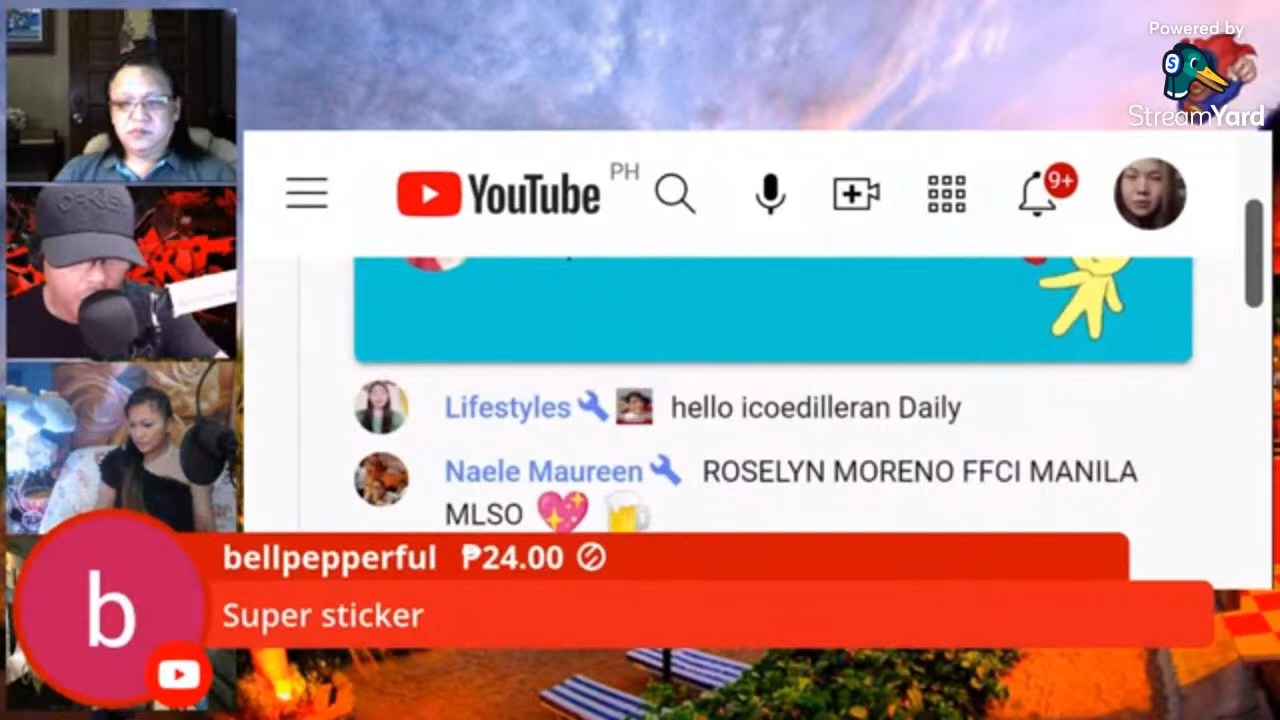 Powered by
StreamYard
YouTube PH
9+
Lifestyles hello icoedilleran Daily
Naele Maureen ROSELYN MORENO FFCI MANILA
MLSO
bellpepperful ₱24.00
Super sticker
b